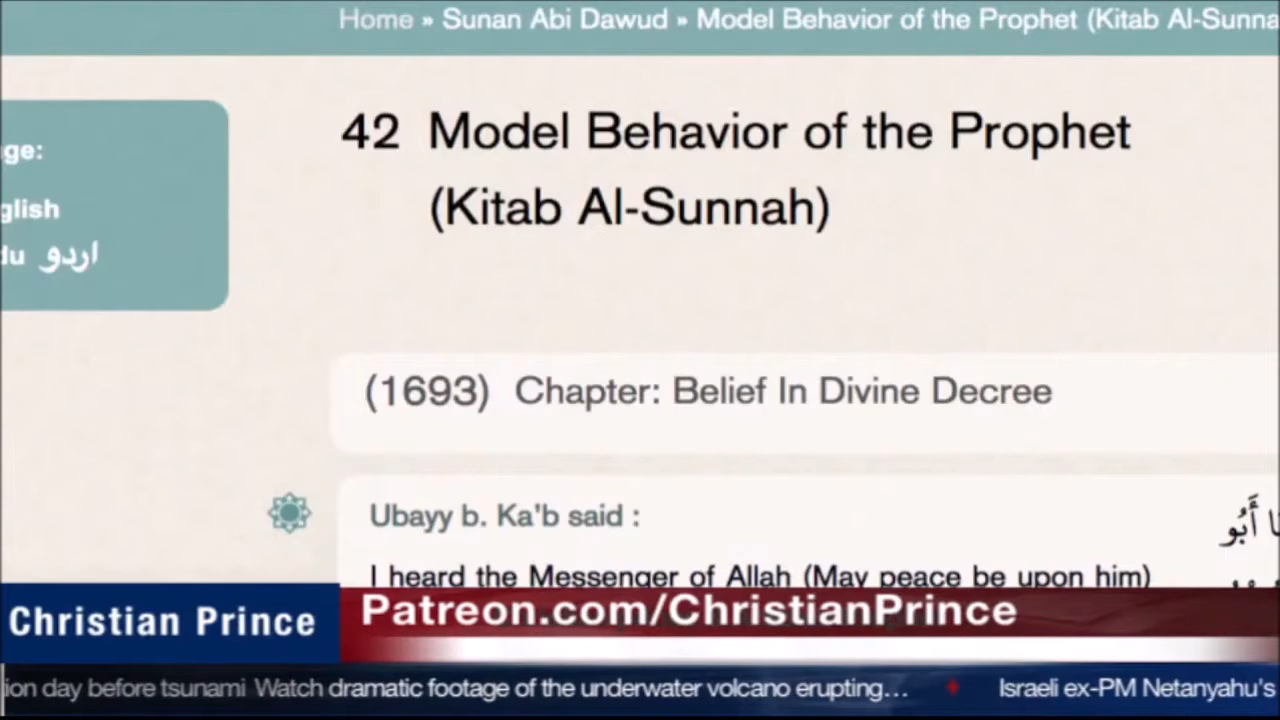 Home » Sunan Abi Dawud » Model Behavior of the Prophet (Kitab Al-Sunna
ge:
glish
du اردو
42 Model Behavior of the Prophet
(Kitab Al-Sunnah)
(1693) Chapter: Belief In Divine Decree
Ubayy b. Ka'b said :
ا أَبُو
I heard the Messenger of Allah (May peace be upon him)
Christian Prince
Patreon.com/ChristianPrince
ion day before tsunami Watch dramatic footage of the underwater volcano erupting... Israeli ex-PM Netanyahu's